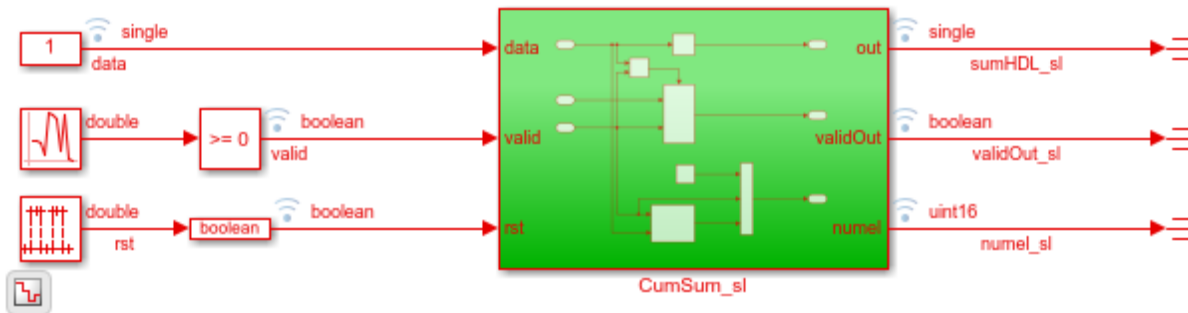 single
1
data
data
out
single
sumHDL_sl
double
>= 0
boolean
valid
valid
validOut
boolean
validOut_sl
double
rst
boolean
boolean
rst
numel
uint16
numel_sl
CumSum_sl